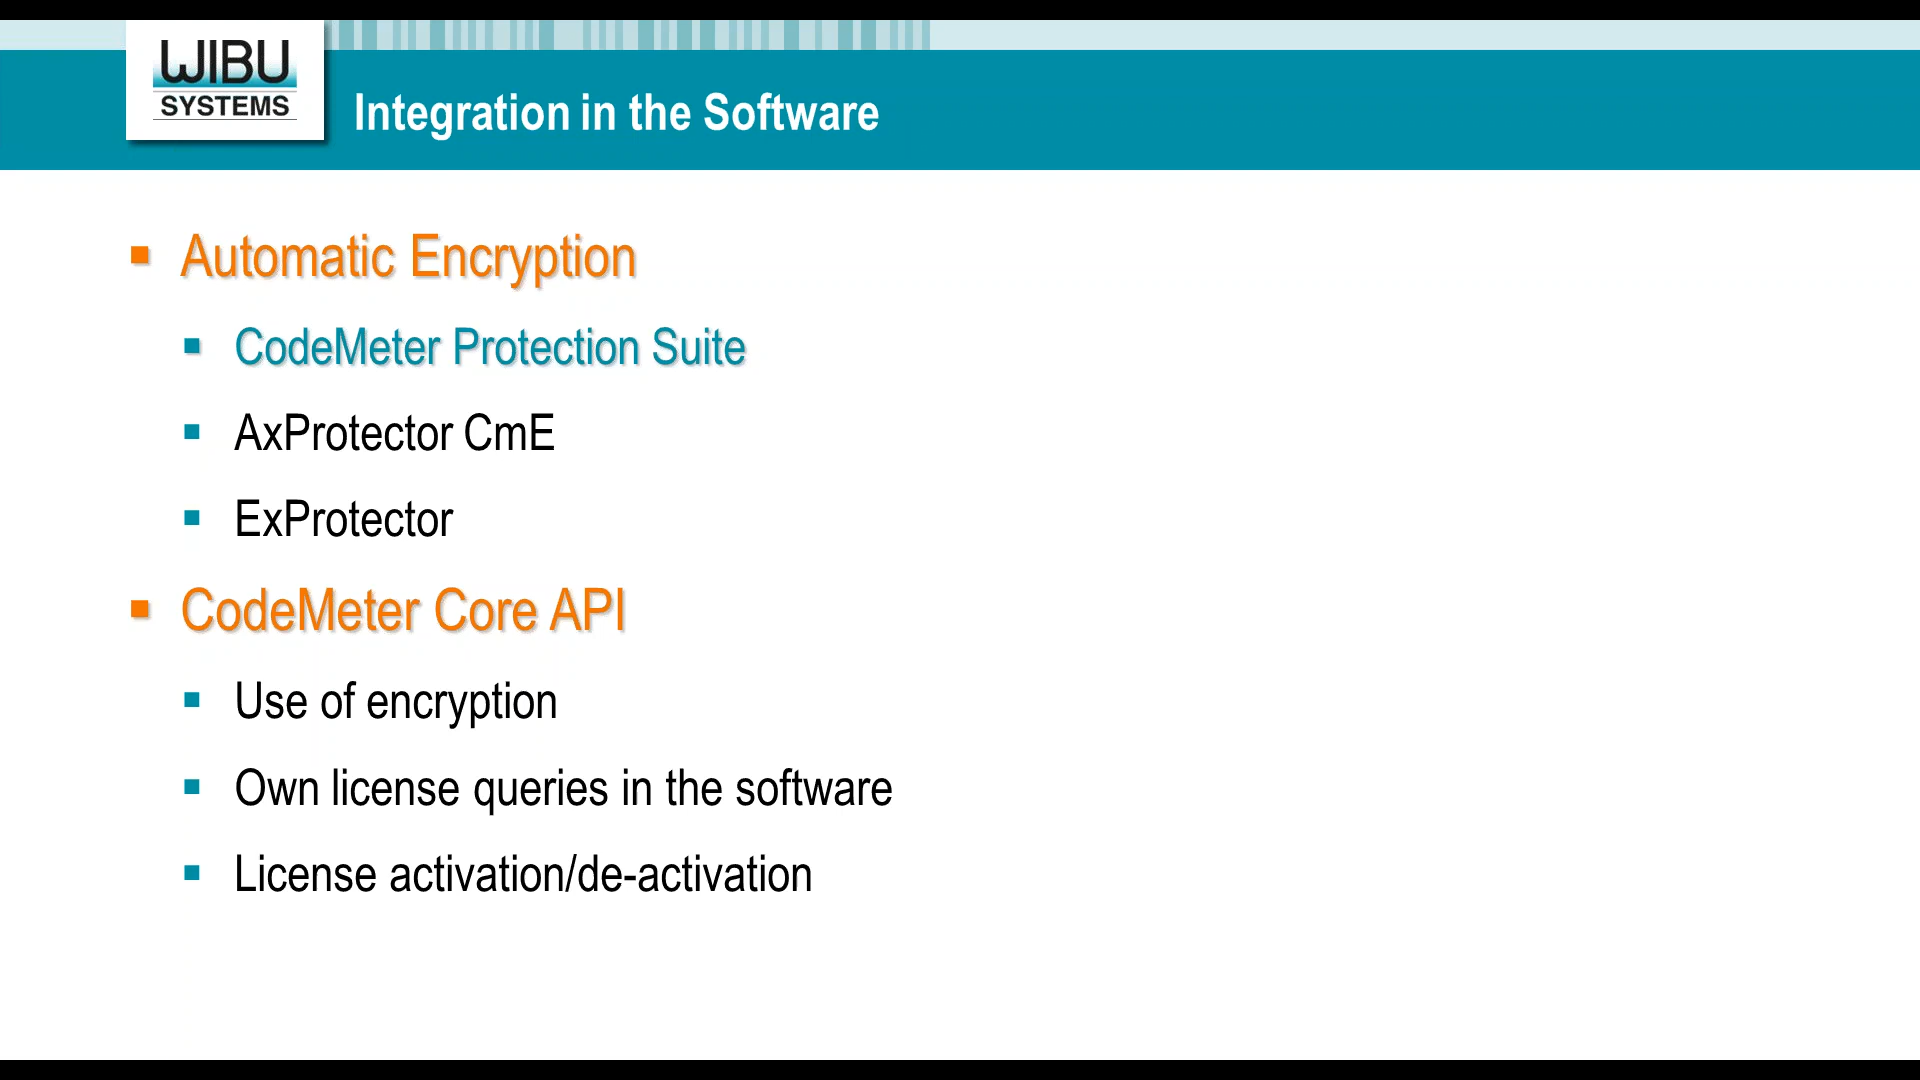 WIBU
SYSTEMS
Integration in the Software
Automatic Encryption
CodeMeter Protection Suite
AxProtector CmE
ExProtector
CodeMeter Core API
Use of encryption
Own license queries in the software
License activation/de-activation